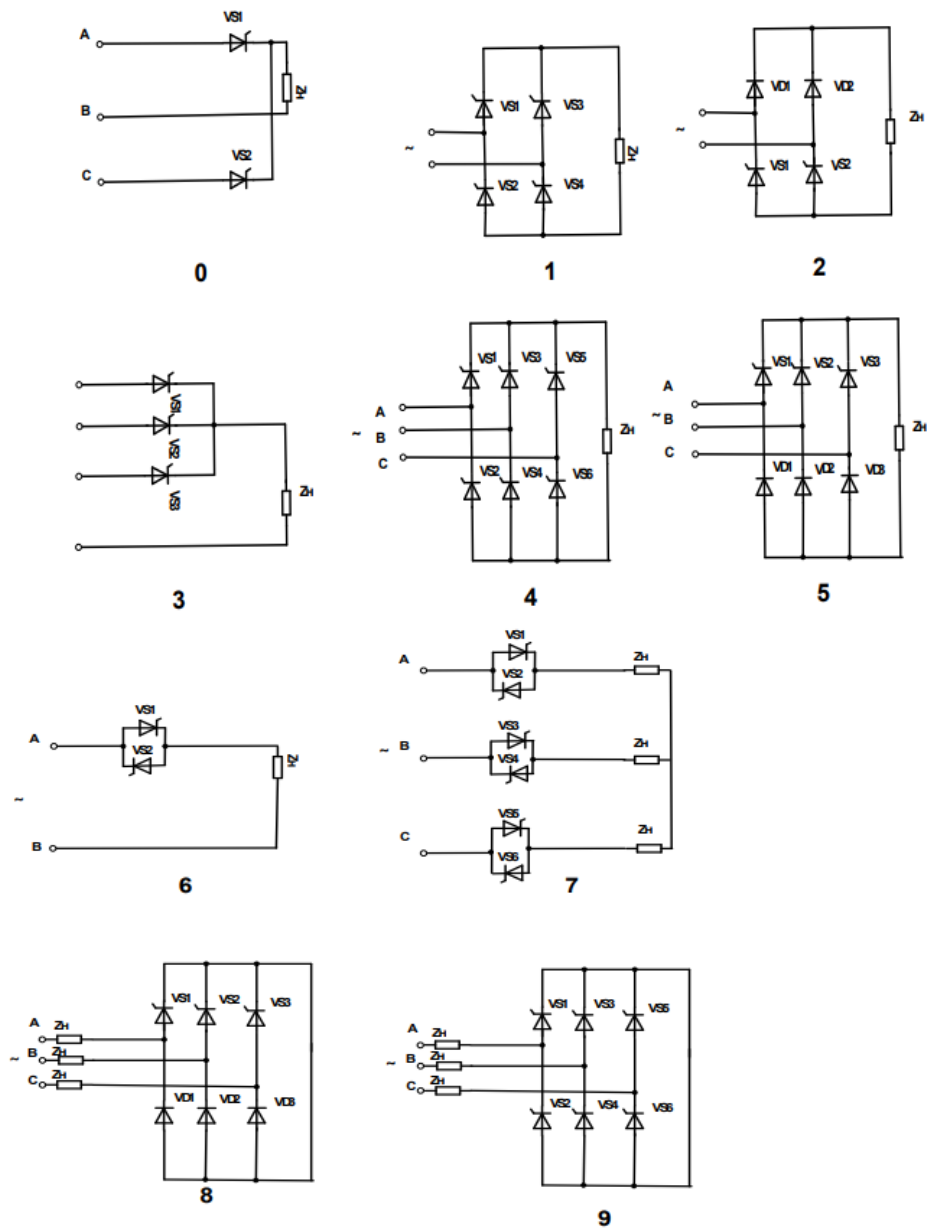 VS1
A
Zн
B
VS2
C
0
VS1
VS3
~
Zн
VS2
VS4
1
VD1
VD2
~
Zн
VS1
VS2
2
VS1
VS2
VS3
Zн
3
VS1
VS3
VS5
A
~
B
Zн
C
VS2
VS4
VS6
4
VS1
VS2
VS3
A
~
B
Zн
C
VD1
VD2
VD3
5
VS1
A
VS2
Zн
~
B
6
VS1
A
VS2
Zн
VS3
~
B
VS4
Zн
VS5
C
VS6
Zн
7
VS1
VS2
VS3
A
Zн
~
B
Zн
C
Zн
VD1
VD2
VD3
8
VS1
VS3
VS5
A
Zн
~
B
Zн
C
Zн
VS2
VS4
VS6
9